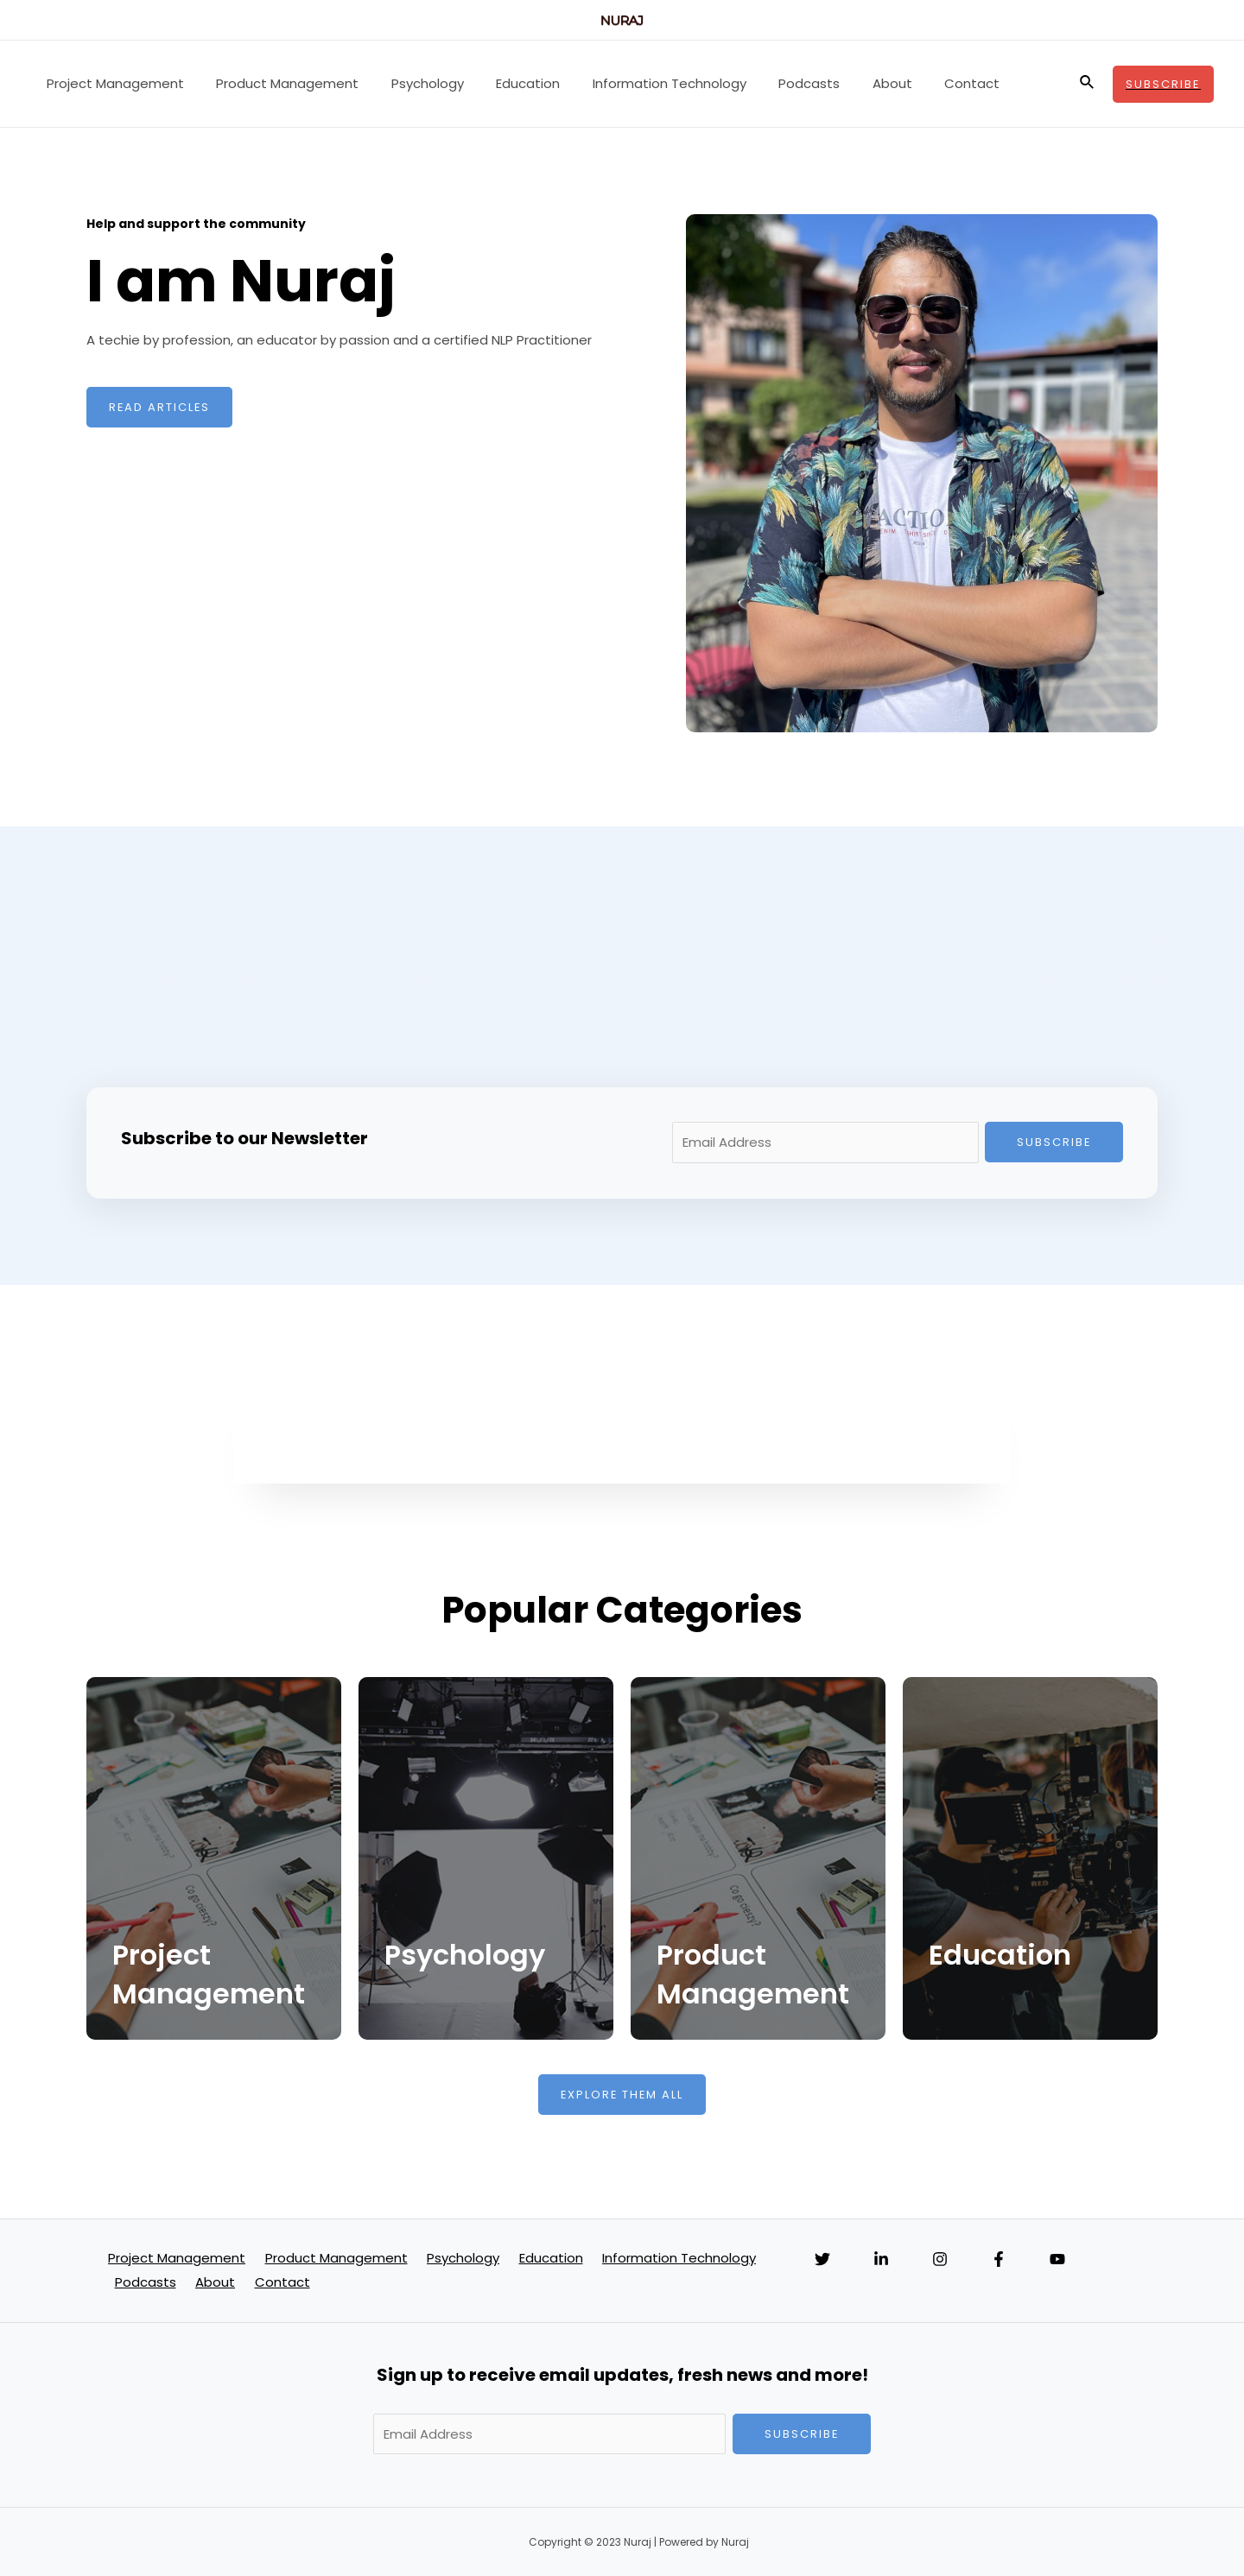 NURAJ
Project Management Product Management Psychology Education Information Technology Podcasts About Contact SUBSCRIBE
Help and support the community
I am Nuraj
A techie by profession, an educator by passion and a certified NLP Practitioner
READ ARTICLES
ACTIO
Subscribe to our Newsletter
Email Address SUBSCRIBE
Popular Categories
Project
Management
Psychology
Product
Management
Education
EXPLORE THEM ALL
Project Management Product Management Psychology Education Information Technology
Podcasts About Contact
Sign up to receive email updates, fresh news and more!
Email Address SUBSCRIBE
Copyright © 2023 Nuraj | Powered by Nuraj